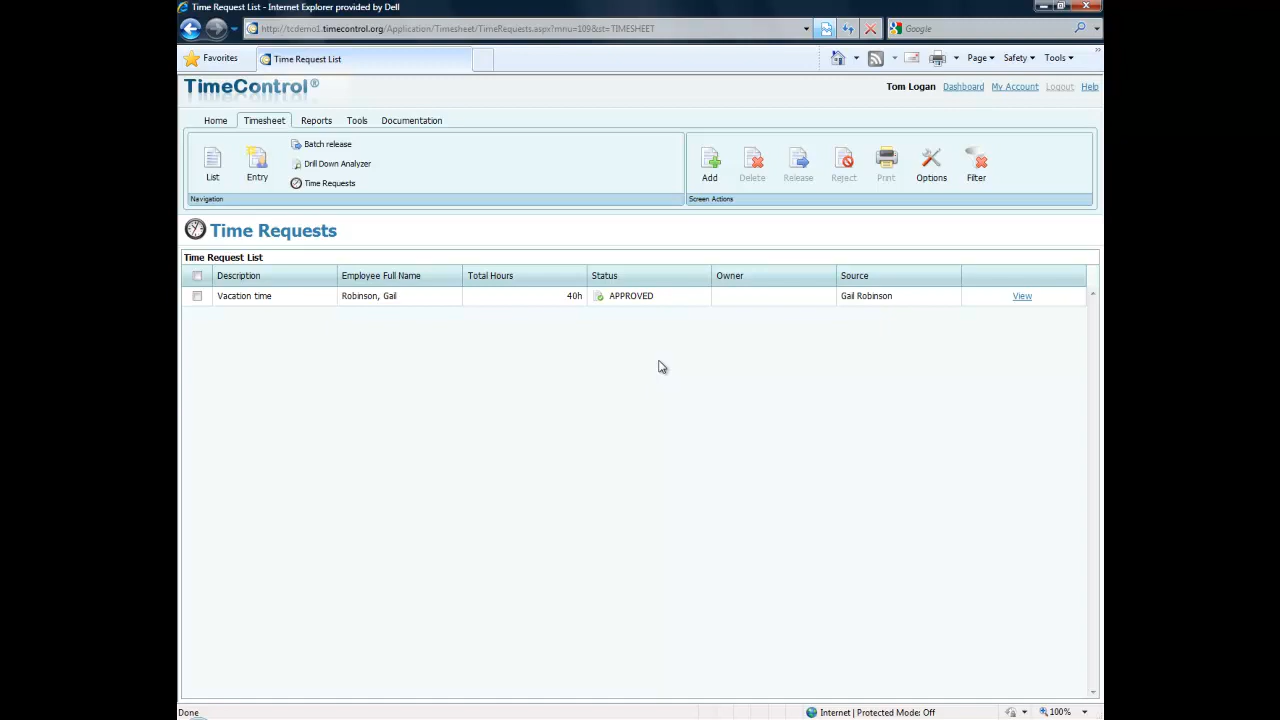 Time Request List - Internet Explorer provided by Dell
http://tcdemo1.timecontrol.org/Application/Timesheet/TimeRequests.aspx?mnu=109&st=TIMESHEET
Google
Favorites
Time Request List
Page
Safety
Tools
TimeControl®
Tom Logan Dashboard My Account Logout Help
Home Timesheet Reports Tools Documentation
List
Entry
Batch release
Drill Down Analyzer
Time Requests
Navigation
Add Delete Release Reject Print Options Filter
Screen Actions
Time Requests
Time Request List
Description Employee Full Name Total Hours Status Owner Source
Vacation time Robinson, Gail 40h APPROVED Gail Robinson View
Done
Internet | Protected Mode: Off
100%